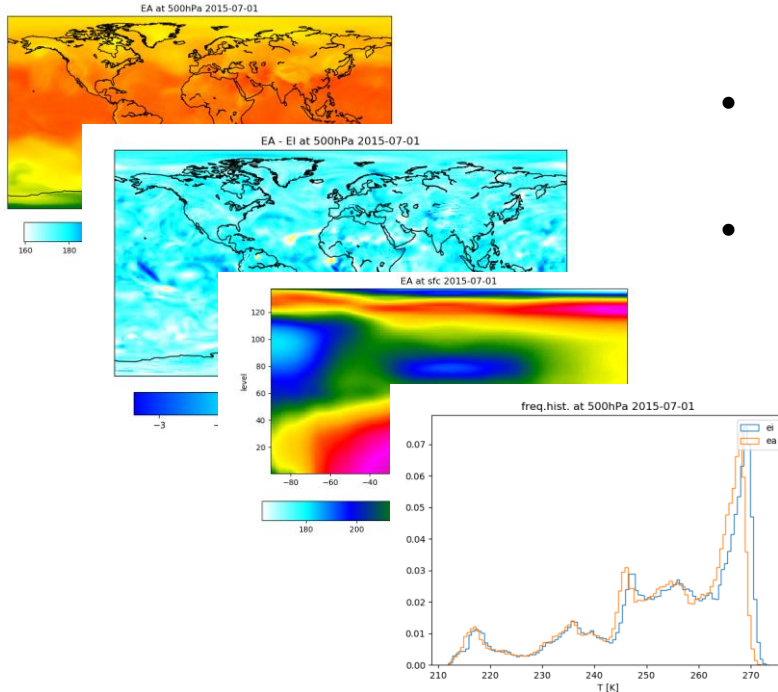 EA at 500hPa 2015-07-01
160 180
EA - EI at 500hPa 2015-07-01
−3
EA at sfc 2015-07-01
120
100
80
60
40
20
level
−80 −60 −40
180 200
freq.hist. at 500hPa 2015-07-01
ei
ea
0.07
0.06
0.05
0.04
0.03
0.02
0.01
0.00
210 220 230 240 250 260 270
T [K]